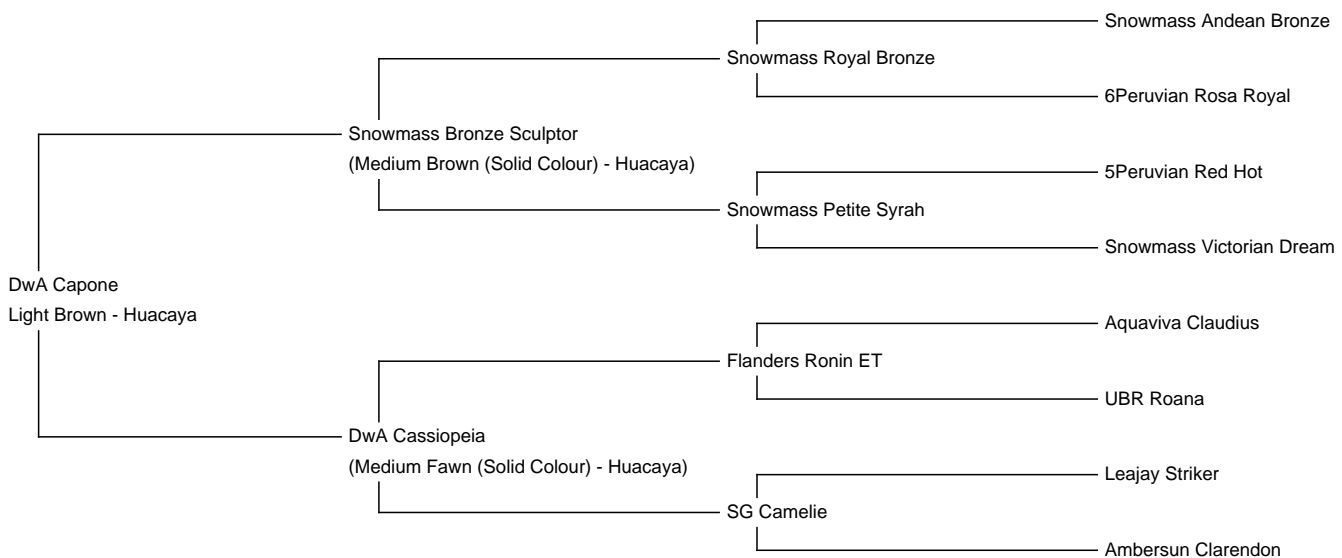 Snowmass Andean Bronze
Snowmass Royal Bronze
6Peruvian Rosa Royal
Snowmass Bronze Sculptor
(Medium Brown (Solid Colour) - Huacaya)
5Peruvian Red Hot
Snowmass Petite Syrah
Snowmass Victorian Dream
DwA Capone
Light Brown - Huacaya
Aquaviva Claudius
Flanders Ronin ET
UBR Roana
DwA Cassiopeia
(Medium Fawn (Solid Colour) - Huacaya)
Leajay Striker
SG Camelie
Ambersun Clarendon